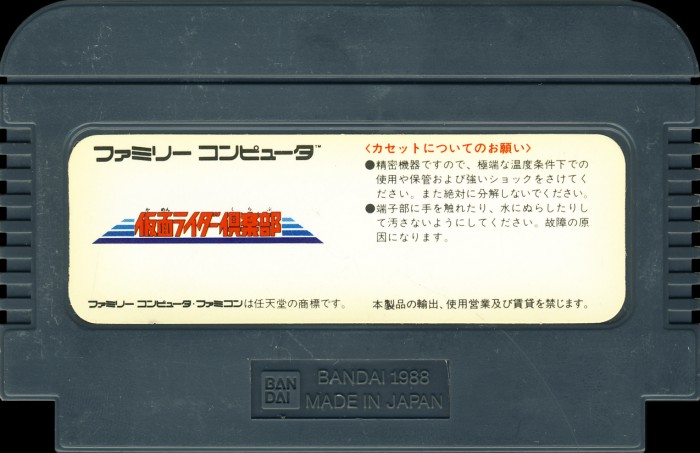 ファミリー コンピュータ™
か めん く ら ぶ
仮面ライダー倶楽部
ファミリー コンピュータ・ファミコンは任天堂の商標です。
〈カセットについてのお願い〉
●精密機器ですので、極端な温度条件下での
使用や保管および強いショックをさけてく
ださい。また絶対に分解しないでください。
●端子部に手を触れたり、水にぬらしたりし
て汚さないようにしてください。故障の原
因になります。
本製品の輸出、使用営業及び賃貸を禁じます。
BAN
DAI
BANDAI 1988
MADE IN JAPAN